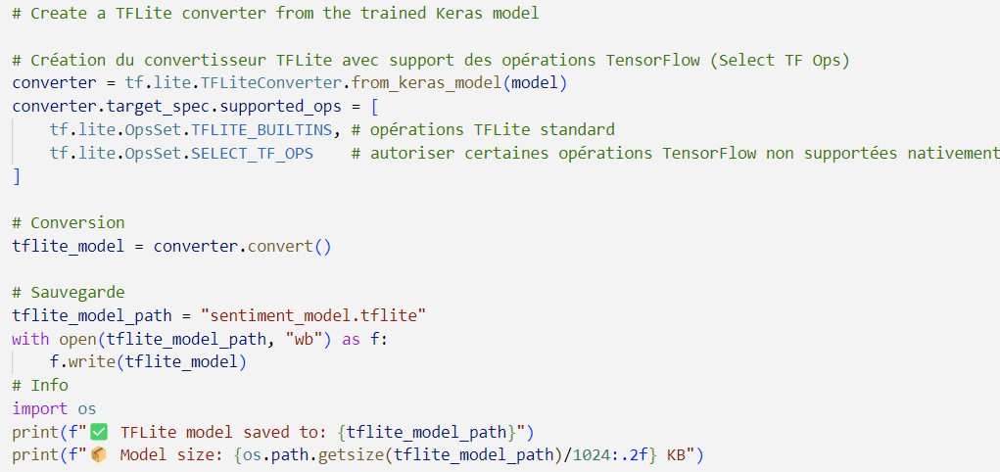 # Create a TFLite converter from the trained Keras model
# Création du convertisseur TFLite avec support des opérations TensorFlow (Select TF Ops)
converter = tf.lite.TFLiteConverter.from_keras_model(model)
converter.target_spec.supported_ops = [
    tf.lite.OpsSet.TFLITE_BUILTINS, # opérations TFLite standard
    tf.lite.OpsSet.SELECT_TF_OPS    # autoriser certaines opérations TensorFlow non supportées nativement
]
# Conversion
tflite_model = converter.convert()
# Sauvegarde
tflite_model_path = "sentiment_model.tflite"
with open(tflite_model_path, "wb") as f:
    f.write(tflite_model)
# Info
import os
print(f"✅ TFLite model saved to: {tflite_model_path}")
print(f"📦 Model size: {os.path.getsize(tflite_model_path)/1024:.2f} KB")